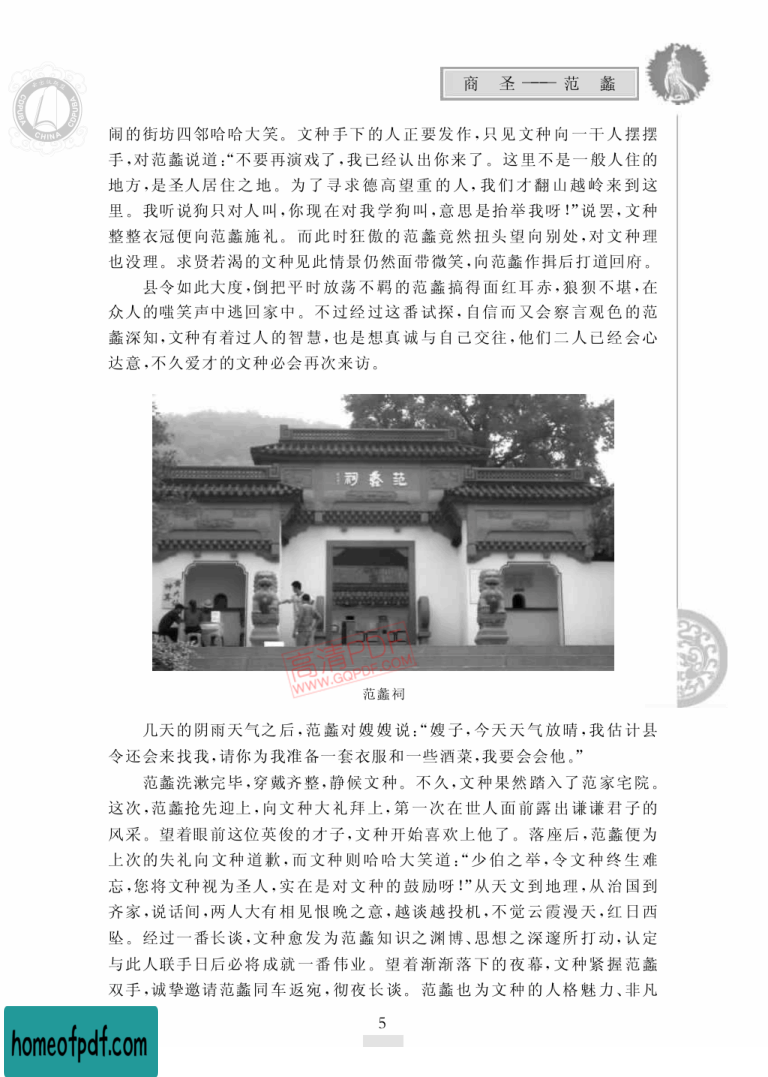 商 圣——范 蠡
CHINA
闹的街坊四邻哈哈大笑。文种手下的人正要发作,只见文种向一干人摆摆
手,对范蠡说道:“不要再演戏了,我已经认出你来了。这里不是一般人住的
地方,是圣人居住之地。为了寻求德高望重的人,我们才翻山越岭来到这
里。我听说狗只对人叫,你现在对我学狗叫,意思是抬举我呀!”说罢,文种
整整衣冠便向范蠡施礼。而此时狂傲的范蠡竟然扭头望向别处,对文种理
也没理。求贤若渴的文种见此情景仍然面带微笑,向范蠡作揖后打道回府。
县令如此大度,倒把平时放荡不羁的范蠡搞得面红耳赤,狼狈不堪,在
众人的嗤笑声中逃回家中。不过经过这番试探,自信而又会察言观色的范
蠡深知,文种有着过人的智慧,也是想真诚与自己交往,他们二人已经会心
达意,不久爱才的文种必会再次来访。
祠蠡范
高清PDF
WWW.GQPDF.COM
范蠡祠
几天的阴雨天气之后,范蠡对嫂嫂说:“嫂子,今天天气放晴,我估计县
令还会来找我,请你为我准备一套衣服和一些酒菜,我要会会他。”
范蠡洗漱完毕,穿戴齐整,静候文种。不久,文种果然踏入了范家宅院。
这次,范蠡抢先迎上,向文种大礼拜上,第一次在世人面前露出谦谦君子的
风采。望着眼前这位英俊的才子,文种开始喜欢上他了。落座后,范蠡便为
上次的失礼向文种道歉,而文种则哈哈大笑道:“少伯之举,令文种终生难
忘,您将文种视为圣人,实在是对文种的鼓励呀!”从天文到地理,从治国到
齐家,说话间,两人大有相见恨晚之意,越谈越投机,不觉云霞漫天,红日西
坠。经过一番长谈,文种愈发为范蠡知识之渊博、思想之深邃所打动,认定
与此人联手日后必将成就一番伟业。望着渐渐落下的夜幕,文种紧握范蠡
双手,诚挚邀请范蠡同车返宛,彻夜长谈。范蠡也为文种的人格魅力、非凡
5
homeofpdf.com